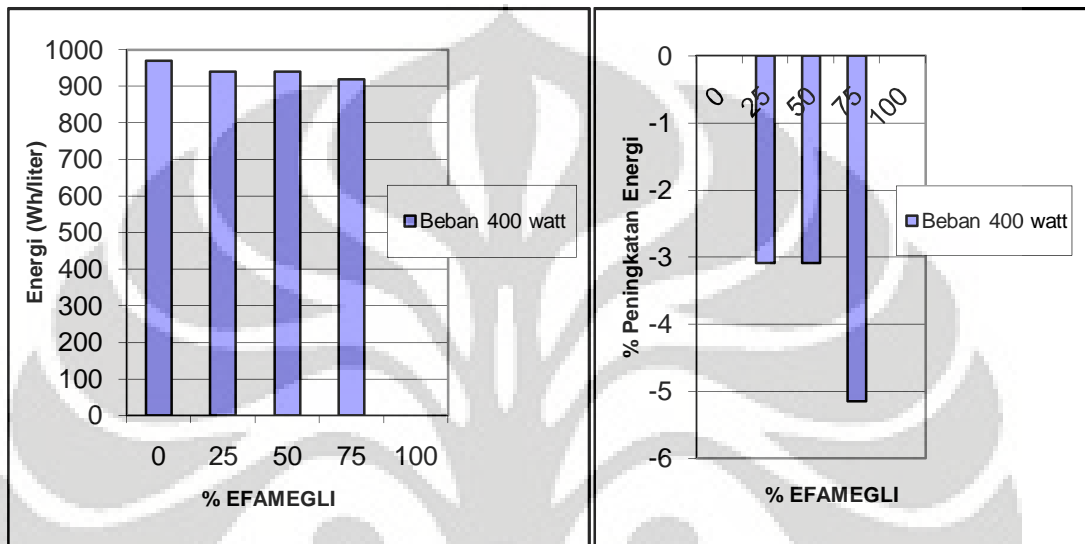 1000
900
800
700
600
500
400
300
200
100
0
Energi (Wh/liter)
0 25 50 75 100
% EFAMEGLI
Beban 400 watt
0
-1
-2
-3
-4
-5
-6
% Peningkatan Energi
0 25 50 75 100
% EFAMEGLI
Beban 400 watt